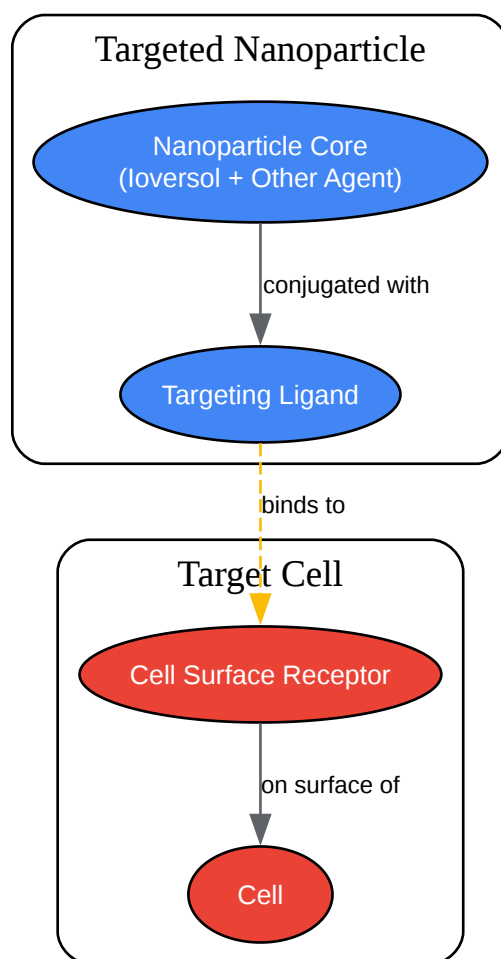 Targeted Nanoparticle
Nanoparticle Core
(Ioversol + Other Agent)
conjugated with
Targeting Ligand
binds to
Target Cell
Cell Surface Receptor
on surface of
Cell